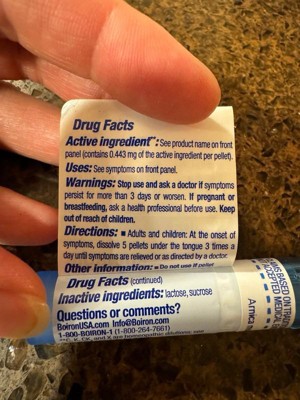 Drug Facts
Active ingredient**: See product name on front
panel (contains 0.443 mg of the active ingredient per pellet).
Uses: See symptoms on front panel.
Warnings: Stop use and ask a doctor if symptoms
persist for more than 3 days or worsen. If pregnant or
breastfeeding, ask a health professional before use. Keep
out of reach of children.
Directions: ■ Adults and children: At the onset of
symptoms, dissolve 5 pellets under the tongue 3 times a
day until symptoms are relieved or as directed by a doctor.
Other information: ■ Do not use if pellet
Drug Facts (continued)
Inactive ingredients: lactose, sucrose
Questions or comments?
BoironUSA.com Info@Boiron.com
1-800-BOIRON-1 (1-800-264-7661)
BASED ON
ACCEPTED MEDICAL
Arnica